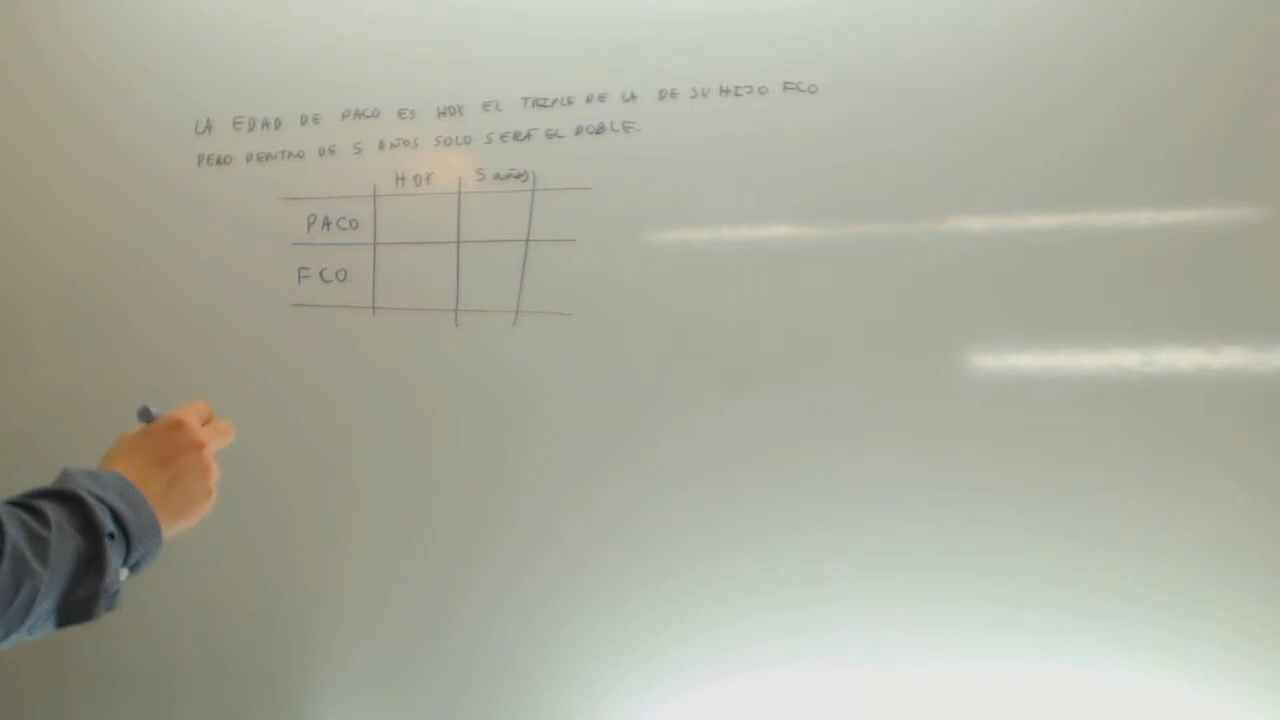 LA EDAD DE PACO ES HOY EL TRIPLE DE LA DE SU HIJO FCO
PERO DENTRO DE 5 AÑOS SOLO SERÁ EL DOBLE.
HOY 5 años
PACO
FCO